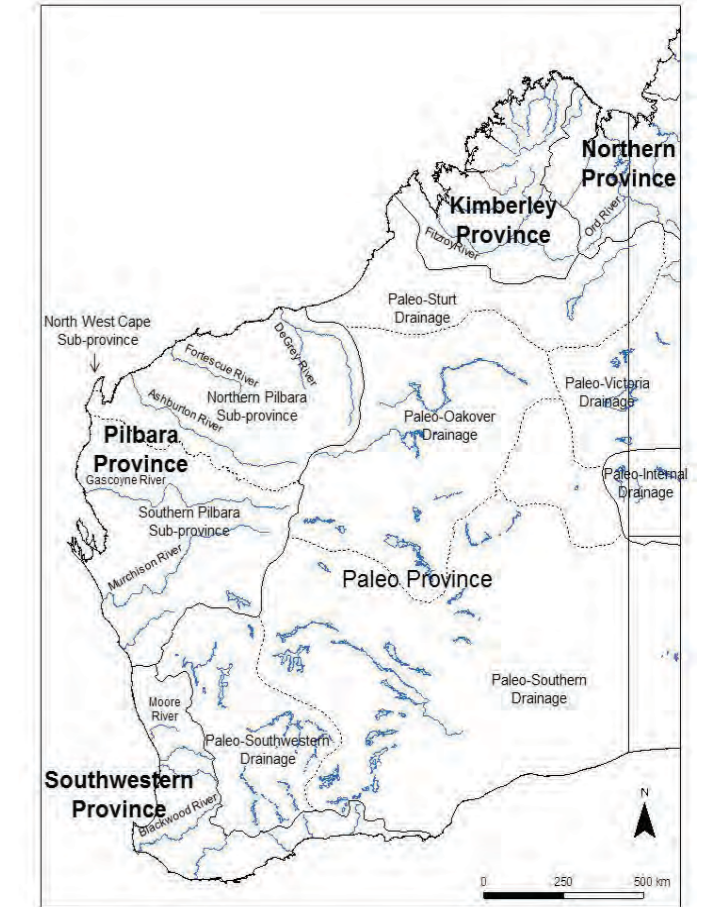 Northern
Province
Kimberley
Province
Ord River
FitzroyRiver
Paleo-Sturt
Drainage
North West Cape
Sub-province
DeGrey River
Fortescue River
Paleo-Victoria
Drainage
Ashburton River
Northern Pilbara
Sub-province
Paleo-Oakover
Drainage
Pilbara
Province
Gascoyne River
Paleo-Internal
Drainage
Southern Pilbara
Sub-province
Murchison River
Paleo Province
Paleo-Southern
Drainage
Moore
River
Paleo-Southwestern
Drainage
Southwestern
Province
Blackwood River
N
0 250 500 km